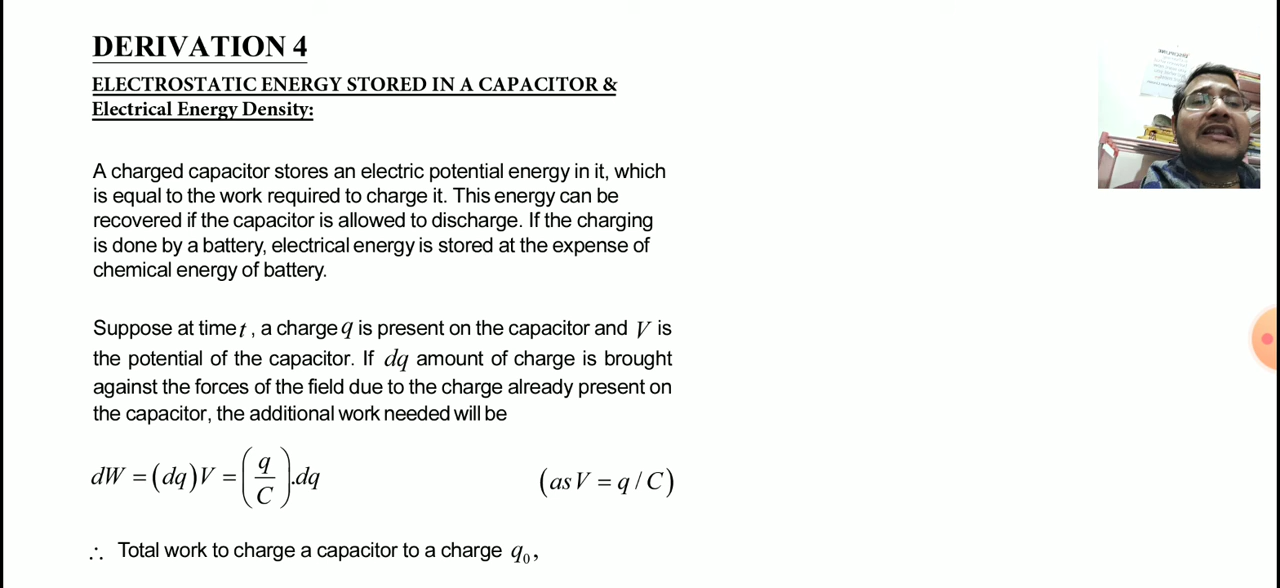 DERIVATION 4
ELECTROSTATIC ENERGY STORED IN A CAPACITOR &
Electrical Energy Density:
A charged capacitor stores an electric potential energy in it, which
is equal to the work required to charge it. This energy can be
recovered if the capacitor is allowed to discharge. If the charging
is done by a battery, electrical energy is stored at the expense of
chemical energy of battery.
Suppose at time t, a charge q is present on the capacitor and V is
the potential of the capacitor. If dq amount of charge is brought
against the forces of the field due to the charge already present on
the capacitor, the additional work needed will be
dW = (dq)V = (q/C).dq (as V = q / C)
∴ Total work to charge a capacitor to a charge q₀,